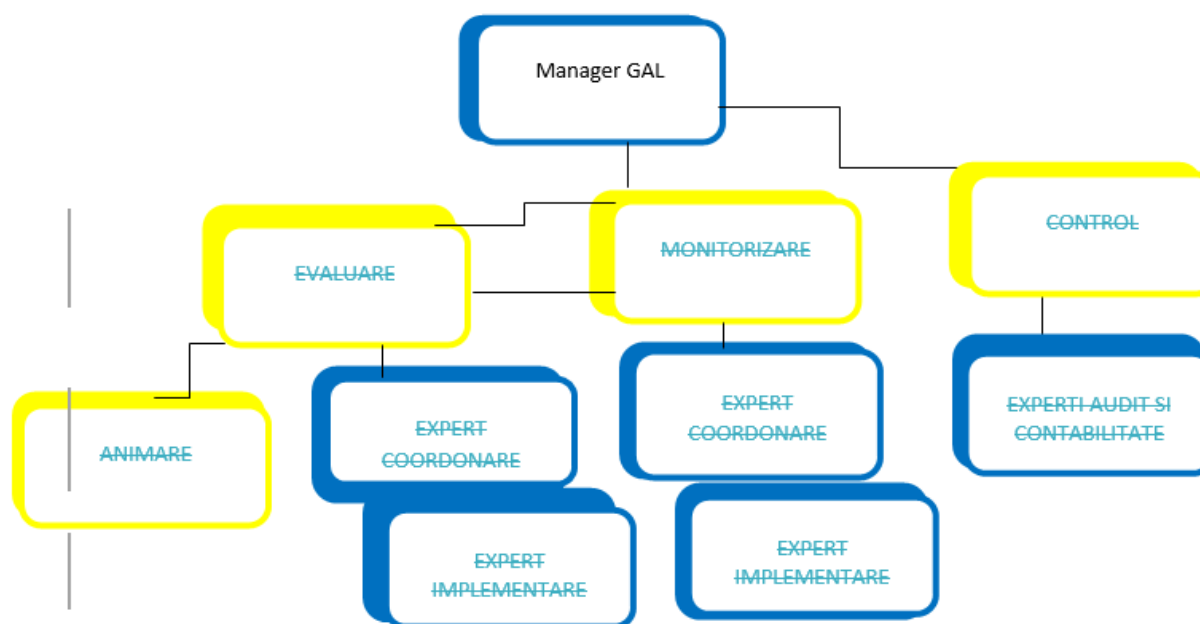 Manager GAL
CONTROL
MONITORIZARE
EVALUARE
EXPERT
COORDONARE
EXPERT
COORDONARE
EXPERTI AUDIT SI
CONTABILITATE
ANIMARE
EXPERT
IMPLEMENTARE
EXPERT
IMPLEMENTARE